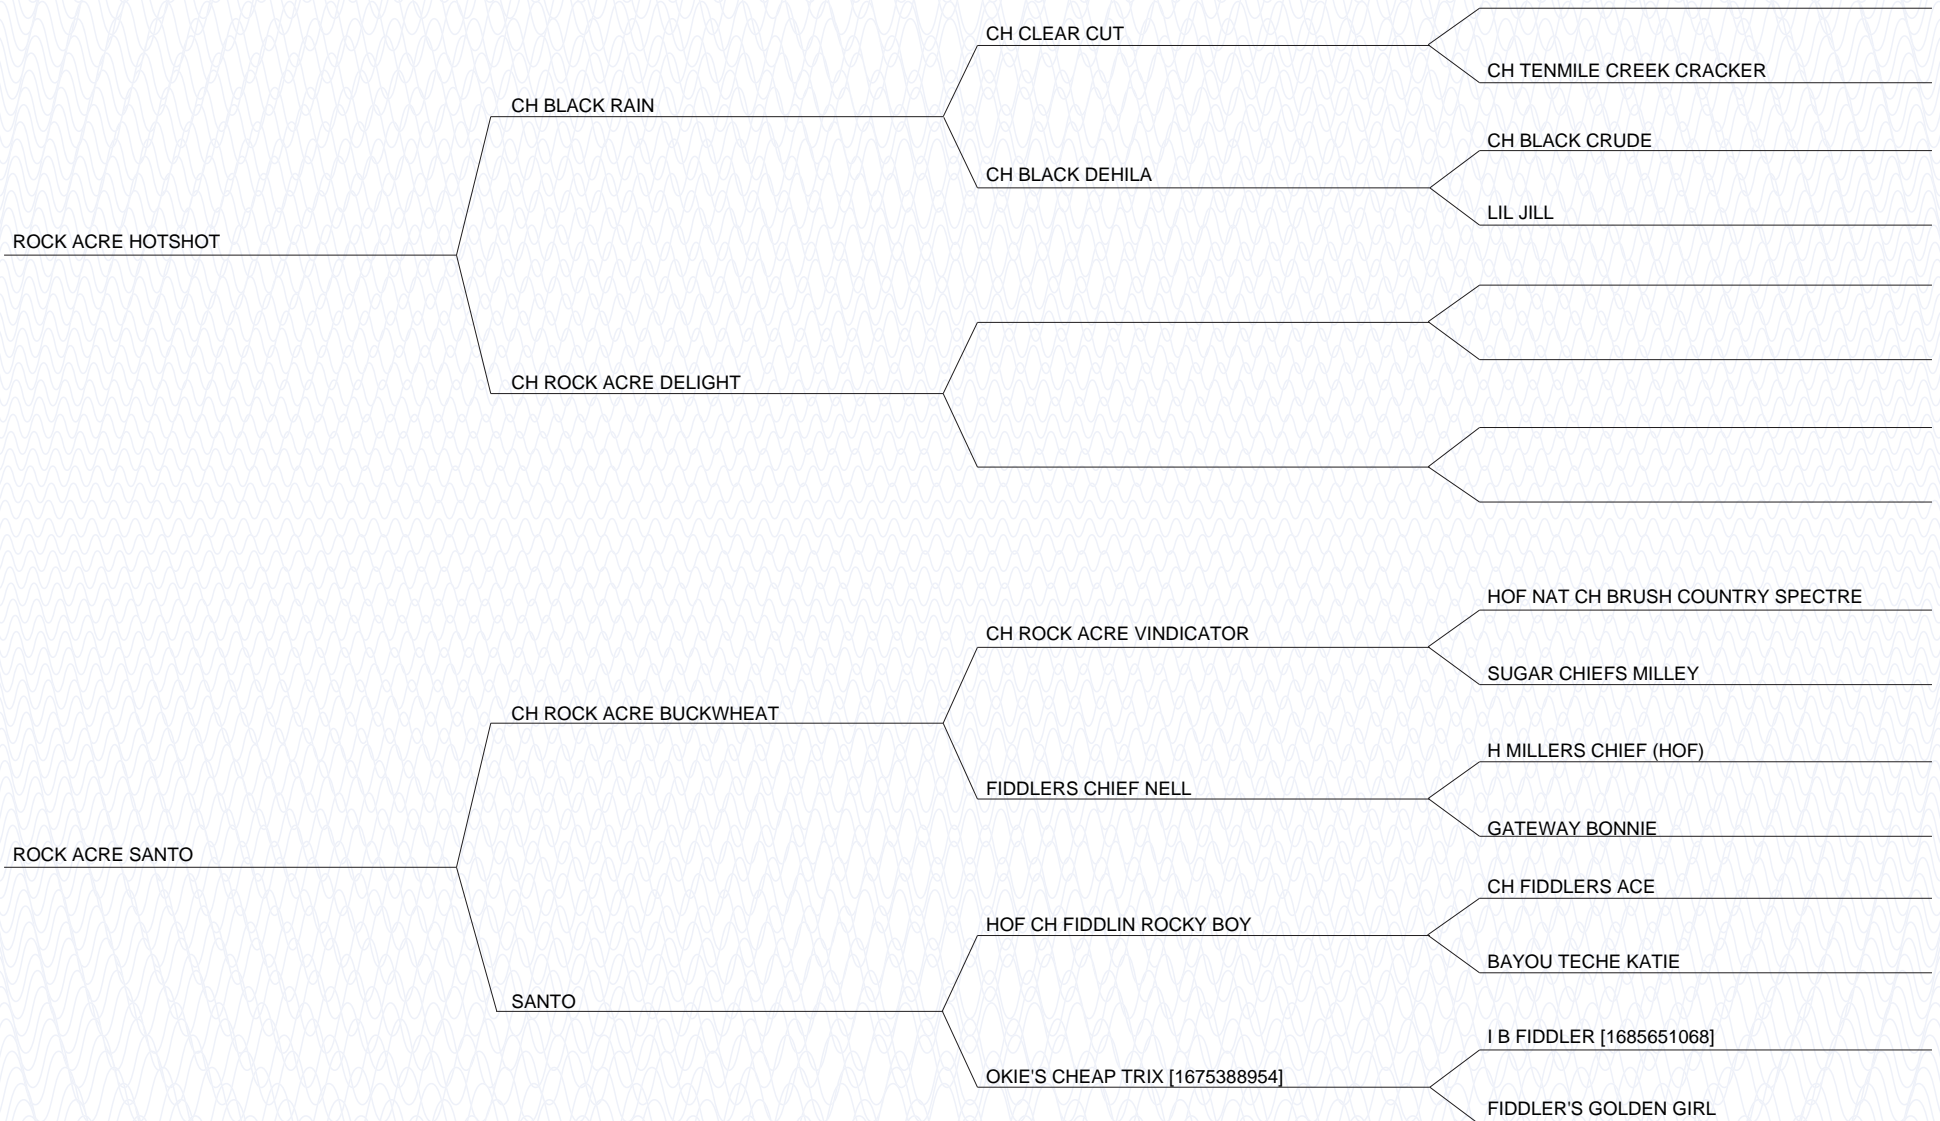 CH CLEAR CUT
CH TENMILE CREEK CRACKER
CH BLACK RAIN
CH BLACK CRUDE
CH BLACK DEHILA
LIL JILL
ROCK ACRE HOTSHOT
CH ROCK ACRE DELIGHT
HOF NAT CH BRUSH COUNTRY SPECTRE
CH ROCK ACRE VINDICATOR
SUGAR CHIEFS MILLEY
CH ROCK ACRE BUCKWHEAT
H MILLERS CHIEF (HOF)
FIDDLERS CHIEF NELL
GATEWAY BONNIE
ROCK ACRE SANTO
CH FIDDLERS ACE
HOF CH FIDDLIN ROCKY BOY
BAYOU TECHE KATIE
SANTO
I B FIDDLER [1685651068]
OKIE'S CHEAP TRIX [1675388954]
FIDDLER'S GOLDEN GIRL